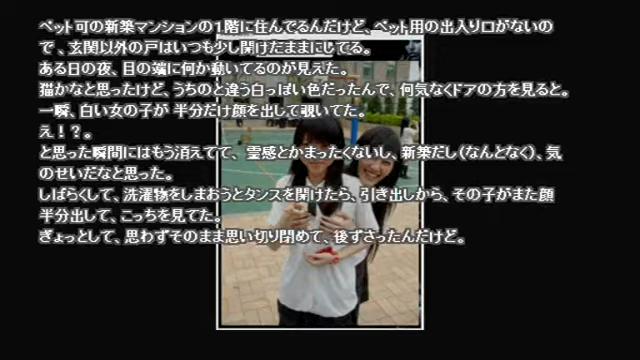 ペット可の新築マンションの1階に住んでるんだけど、ペット用の出入り口がないの
で、玄関以外の戸はいつも少し開けたままにしてる。
ある日の夜、目の端に何か動いてるのが見えた。
猫かなと思ったけど、うちのと違う白っぽい色だったんで、何気なくドアの方を見ると。
一瞬、白い女の子が 半分だけ顔を出して覗いてた。
え!?。
と思った瞬間にはもう消えてて、霊感とかまったくないし、新築だし(なんとなく)、気
のせいだなと思った。
しばらくして、洗濯物をしまおうとタンスを開けたら、引き出しから、その子がまた顔
半分出して、こっちを見てた。
ぎょっとして、思わずそのまま思い切り閉めて、後ずさったんだけど。